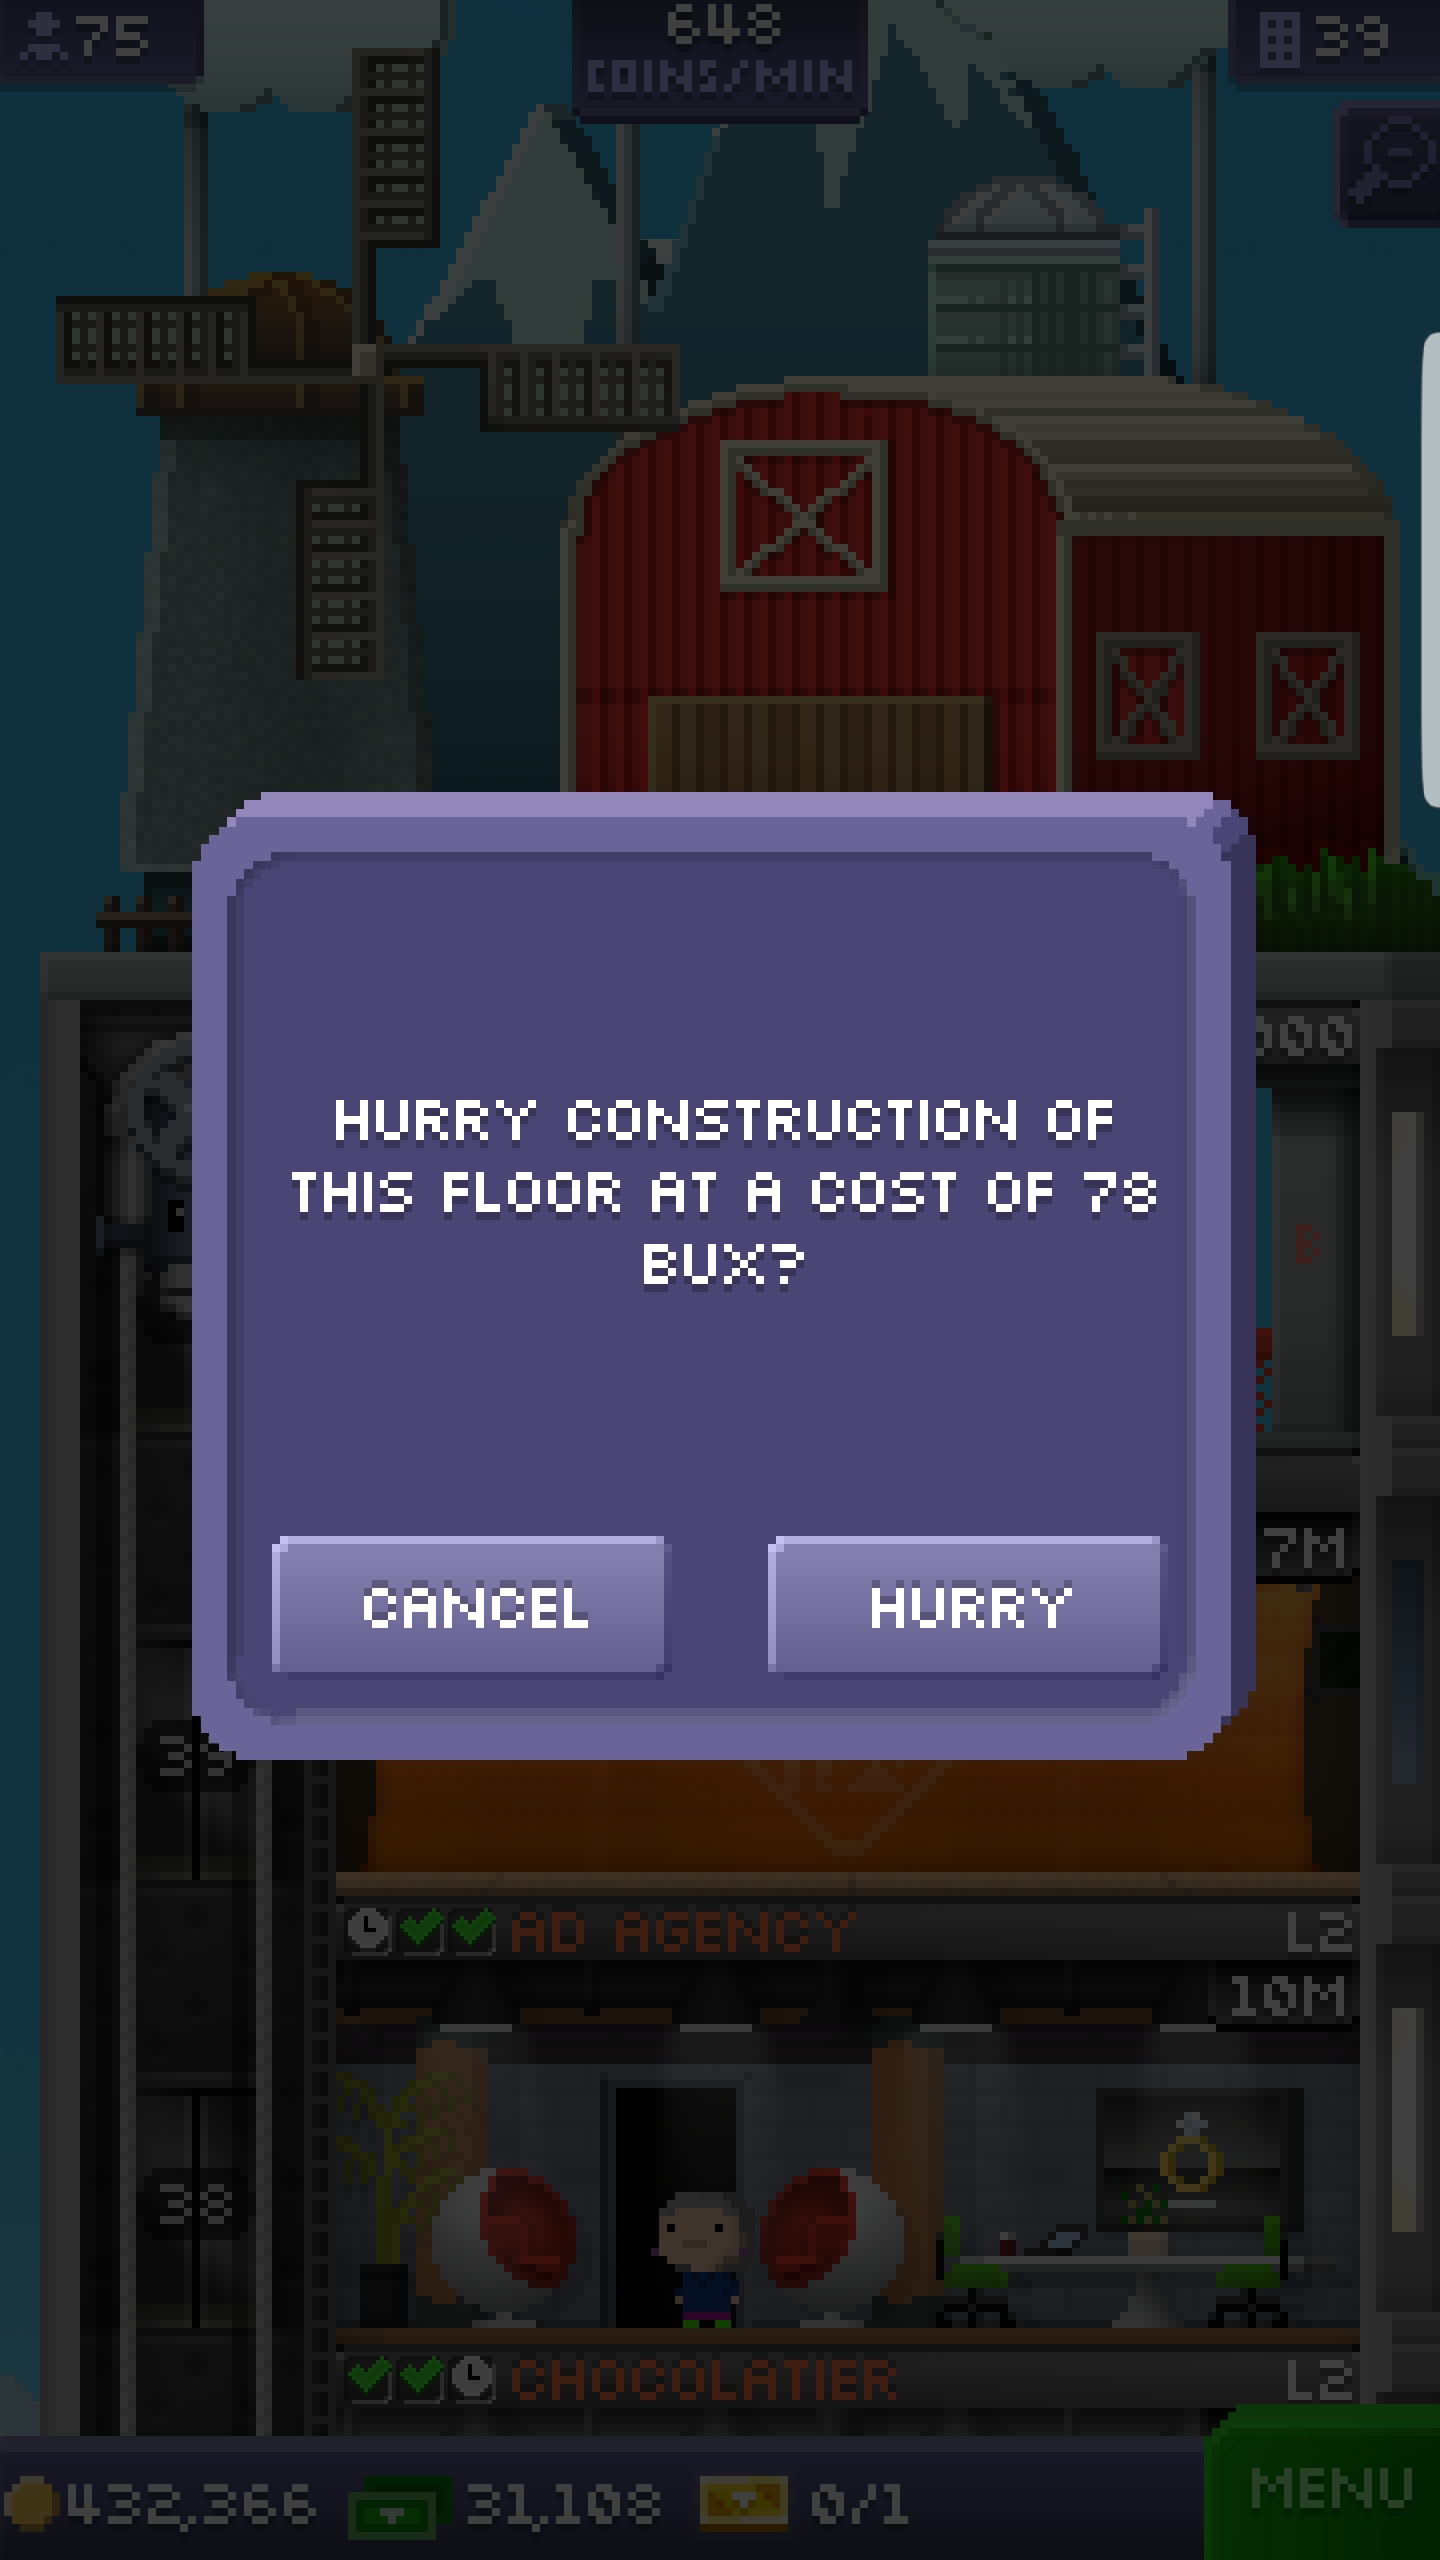 75
648
COINS/MIN
39
000
B
HURRY CONSTRUCTION OF
THIS FLOOR AT A COST OF 78
BUX?
CANCEL
HURRY
7M
AD AGENCY
L2
10M
38
CHOCOLATIER
L2
432,366
31,108
0/1
MENU